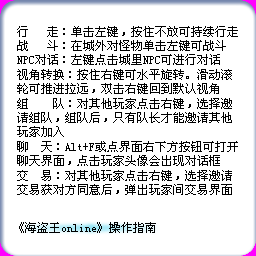 行　走：单击左键，按住不放可持续行走
战　斗：在城外对怪物单击左键可战斗
NPC对话：左键点击城里NPC可进行对话
视角转换：按住右键可水平旋转。滑动滚
轮可推进拉远，双击右键回到默认视角
组　　队：对其他玩家点击右键，选择邀
请组队，组队后，只有队长才能邀请其他
玩家加入
聊　天：Alt+F或点界面右下方按钮可打开
聊天界面，点击玩家头像会出现对话框
交　易：对其他玩家点击右键，选择邀请
交易获对方同意后，弹出玩家间交易界面
《海盗王online》操作指南